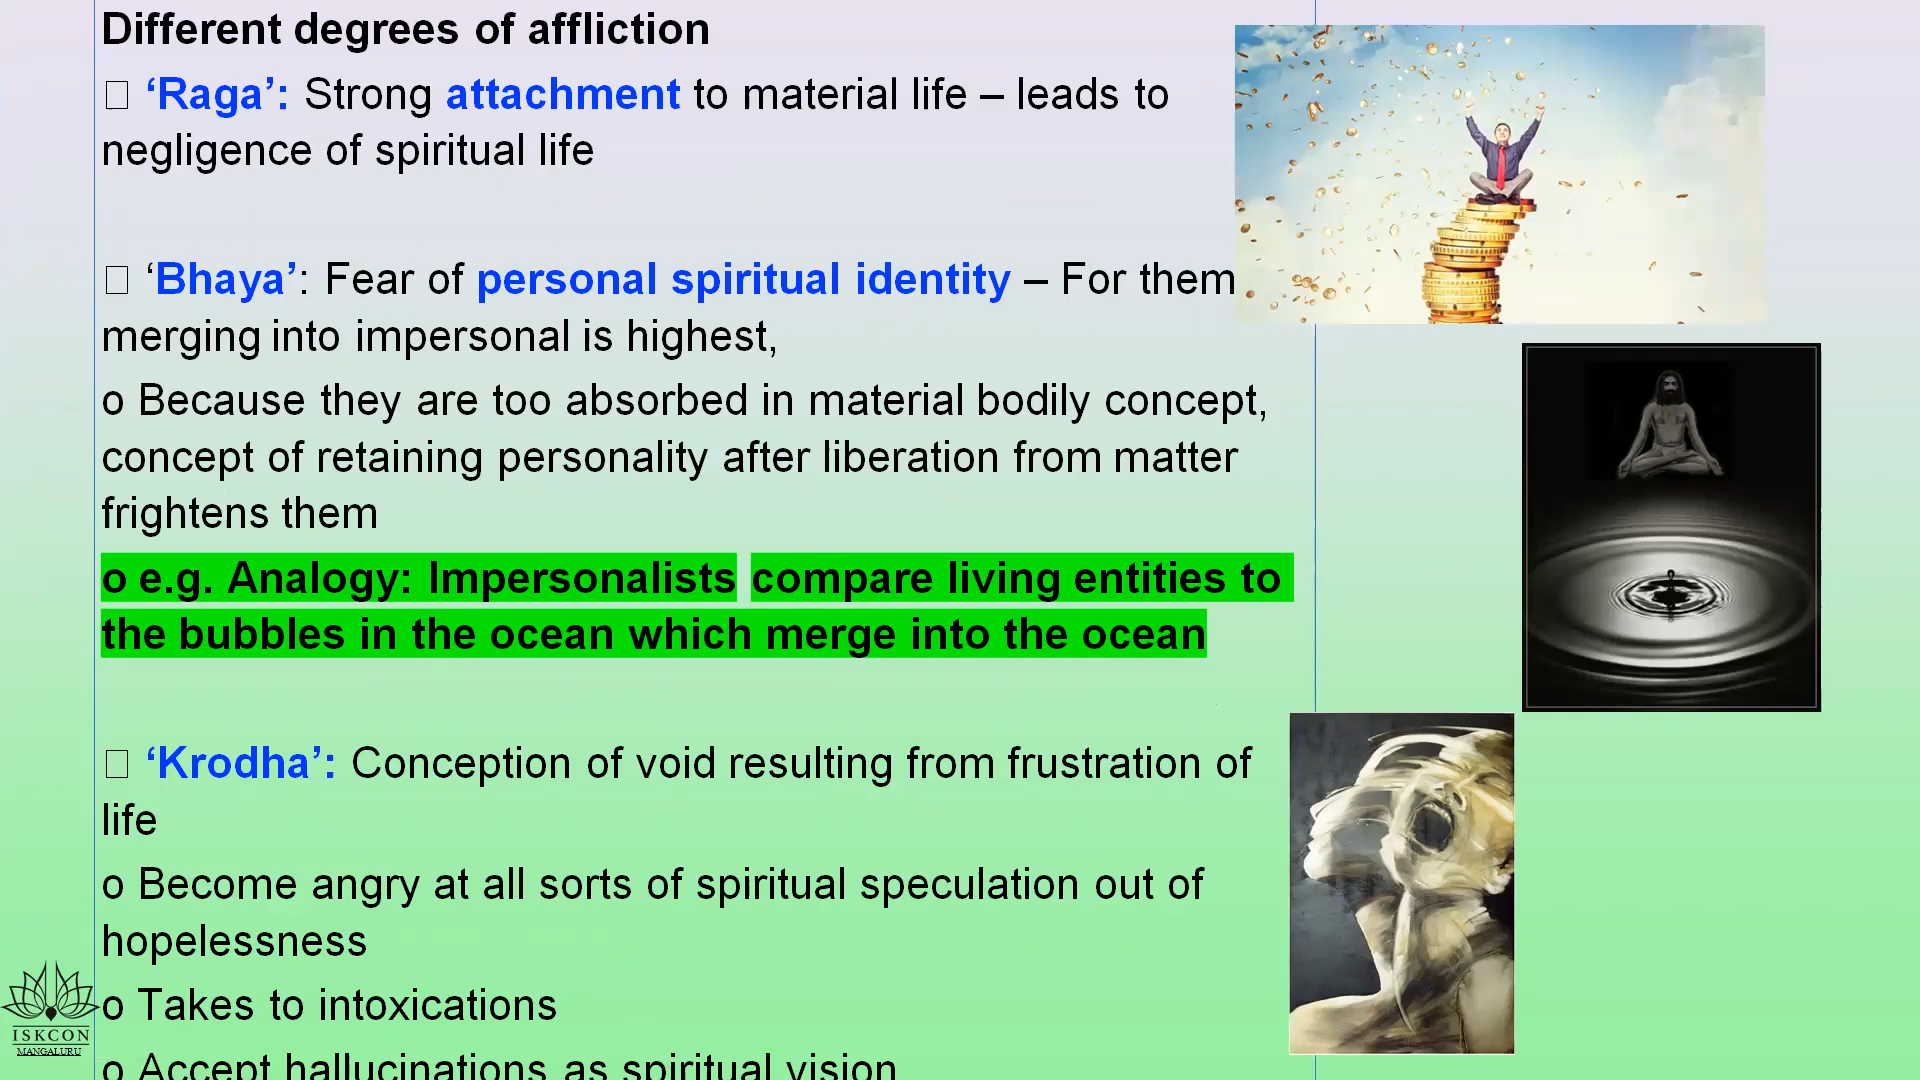 Different degrees of affliction
‘Raga’: Strong attachment to material life – leads to
negligence of spiritual life
‘Bhaya’: Fear of personal spiritual identity – For them
merging into impersonal is highest,
o Because they are too absorbed in material bodily concept,
concept of retaining personality after liberation from matter
frightens them
o e.g. Analogy: Impersonalists compare living entities to
the bubbles in the ocean which merge into the ocean
‘Krodha’: Conception of void resulting from frustration of
life
o Become angry at all sorts of spiritual speculation out of
hopelessness
o Takes to intoxications
o Accept hallucinations as spiritual vision
ISKCON
MANGALURU